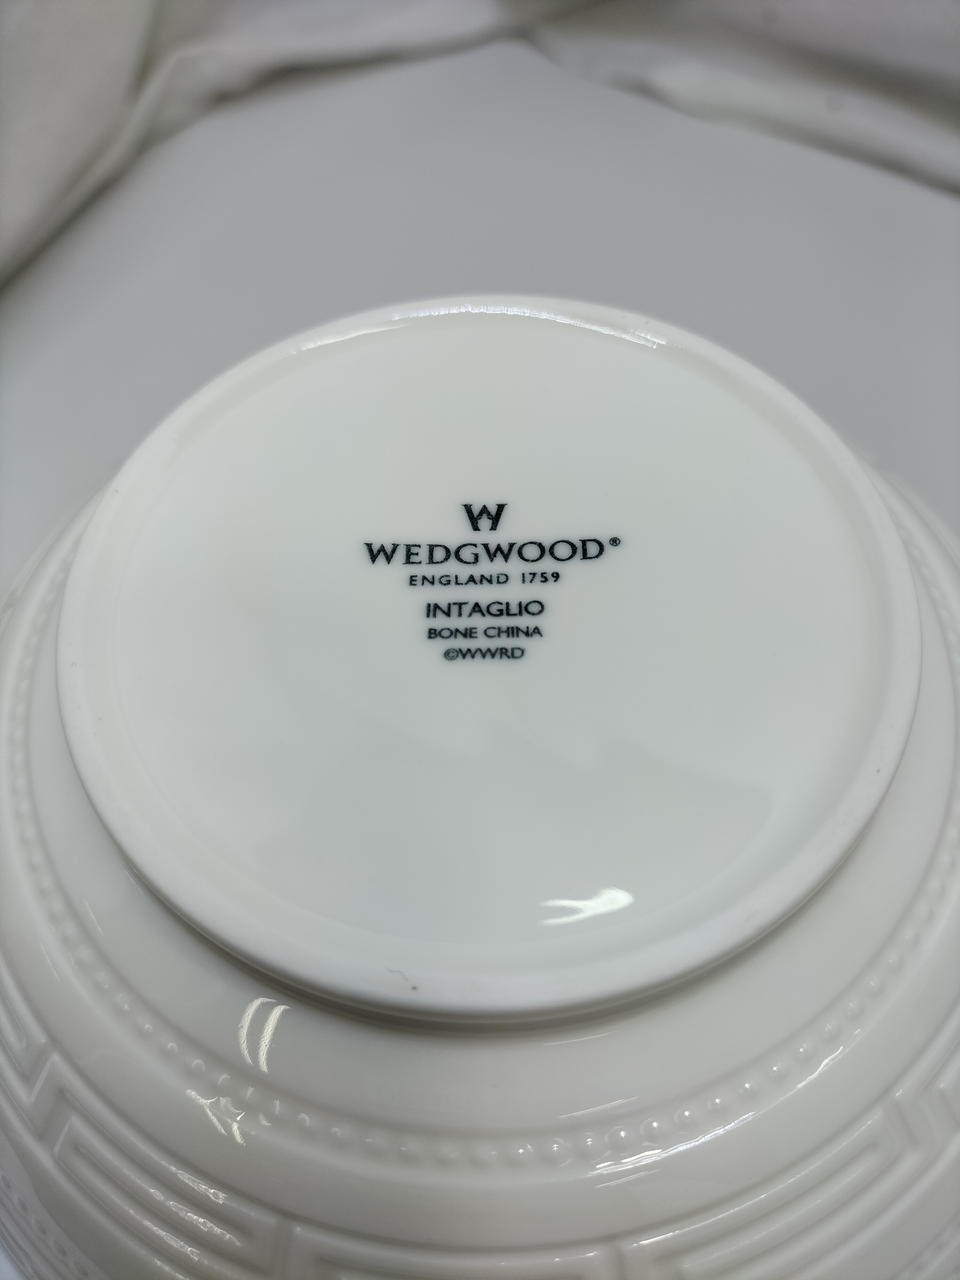 W
WEDGWOOD®
ENGLAND 1759
INTAGLIO
BONE CHINA
©WWRD